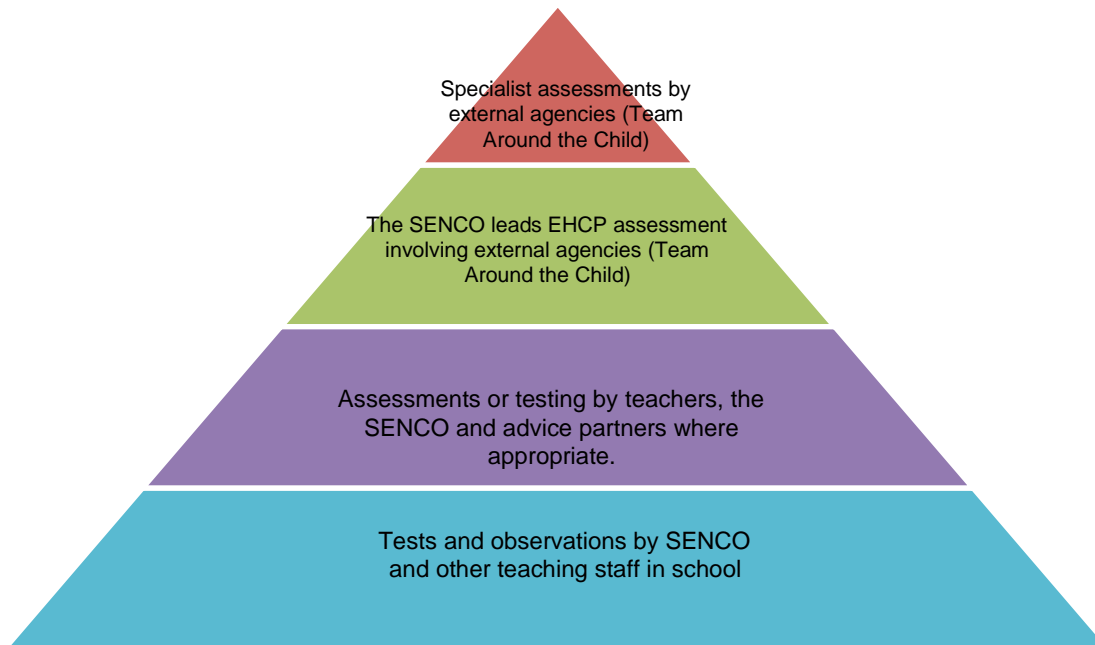 Specialist assessments by
external agencies (Team
Around the Child)
The SENCO leads EHCP assessment
involving external agencies (Team
Around the Child)
Assessments or testing by teachers, the
SENCO and advice partners where
appropriate.
Tests and observations by SENCO
and other teaching staff in school